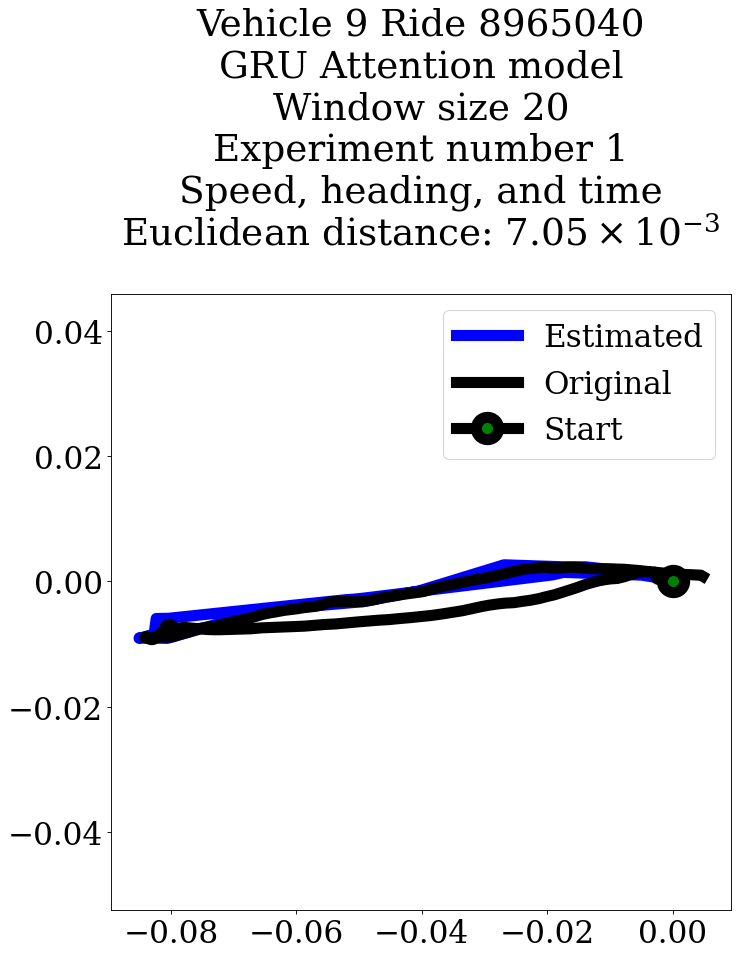 Vehicle 9 Ride 8965040
GRU Attention model
Window size 20
Experiment number 1
Speed, heading, and time
Euclidean distance: 7.05 × 10⁻³
Estimated
Original
Start
0.04
0.02
0.00
−0.02
−0.04
−0.08 −0.06 −0.04 −0.02 0.00